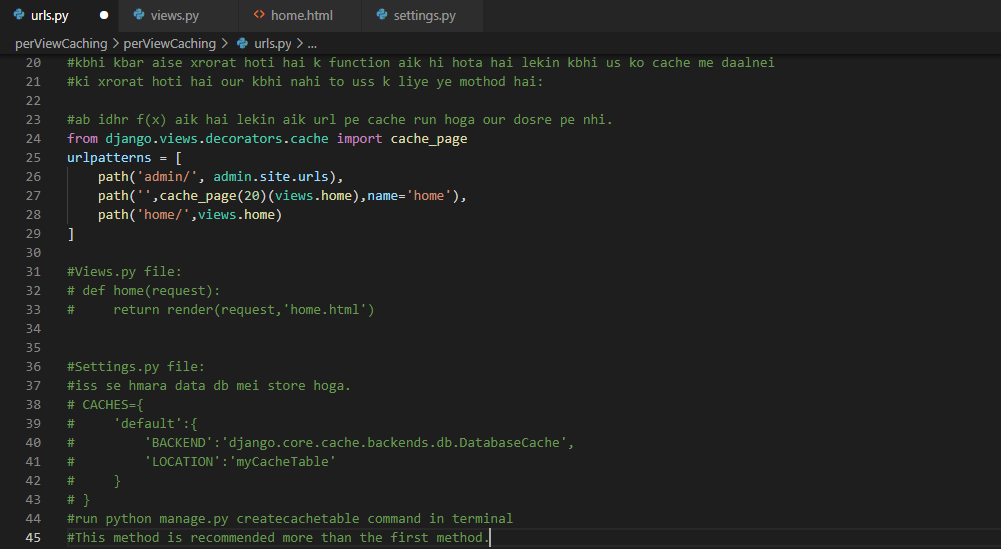 urls.py ● views.py <> home.html settings.py
perViewCaching > perViewCaching > urls.py > ...
20 #kbhi kbar aise xrorat hoti hai k function aik hi hota hai lekin kbhi us ko cache me daalnei
21 #ki xrorat hoti hai our kbhi nahi to uss k liye ye mothod hai:
22
23 #ab idhr f(x) aik hai lekin aik url pe cache run hoga our dosre pe nhi.
24 from django.views.decorators.cache import cache_page
25 urlpatterns = [
26     path('admin/', admin.site.urls),
27     path('',cache_page(20)(views.home),name='home'),
28     path('home/',views.home)
29 ]
30
31 #Views.py file:
32 # def home(request):
33 #     return render(request,'home.html')
34
35
36 #Settings.py file:
37 #iss se hmara data db mei store hoga.
38 # CACHES={
39 #     'default':{
40 #         'BACKEND':'django.core.cache.backends.db.DatabaseCache',
41 #         'LOCATION':'myCacheTable'
42 #     }
43 # }
44 #run python manage.py createcachetable command in terminal
45 #This method is recommended more than the first method.